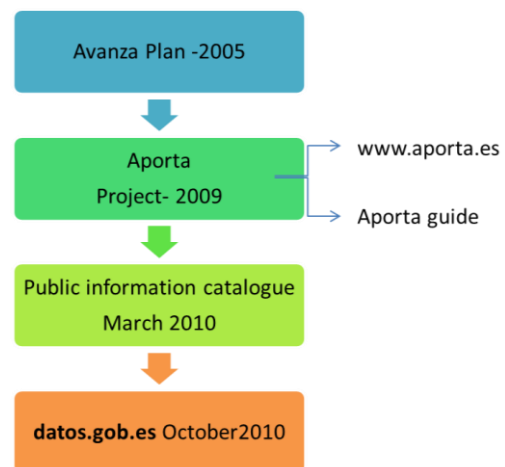 Avanza Plan -2005
Aporta
Project- 2009
www.aporta.es
Aporta guide
Public information catalogue
March 2010
datos.gob.es October2010